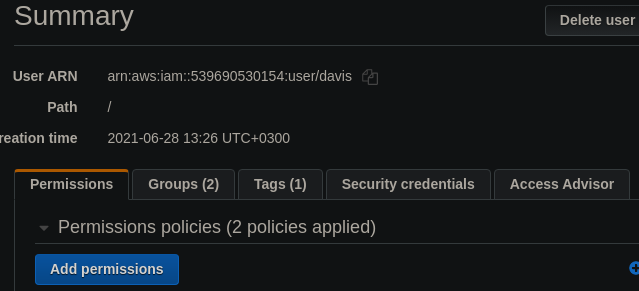 Summary
Delete user
User ARN arn:aws:iam::539690530154:user/davis
Path /
reation time 2021-06-28 13:26 UTC+0300
Permissions Groups (2) Tags (1) Security credentials Access Advisor
Permissions policies (2 policies applied)
Add permissions